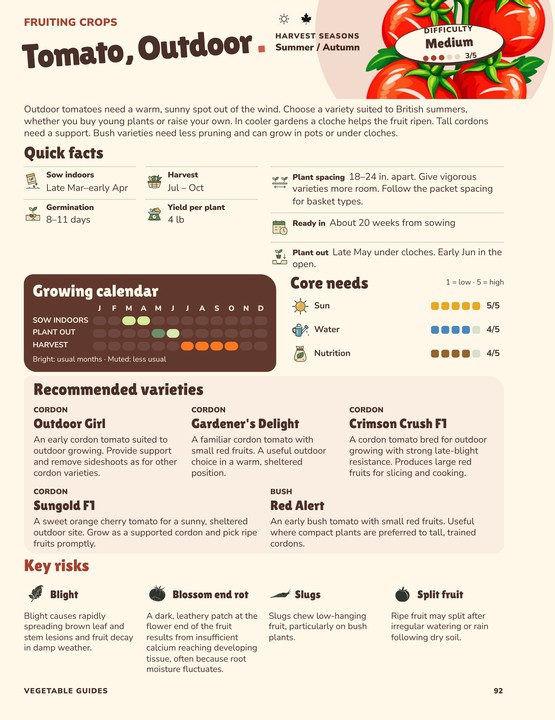 FRUITING CROPS
Tomato, Outdoor.
HARVEST SEASONS
Summer / Autumn
DIFFICULTY
Medium
3/5
Outdoor tomatoes need a warm, sunny spot out of the wind. Choose a variety suited to British summers,
whether you buy young plants or raise your own. In cooler gardens a cloche helps the fruit ripen. Tall cordons
need a support. Bush varieties need less pruning and can grow in pots or under cloches.
Quick facts
Sow indoors
Late Mar–early Apr
Harvest
Jul – Oct
Germination
8–11 days
Yield per plant
4 lb
Plant spacing 18–24 in. apart. Give vigorous
varieties more room. Follow the packet spacing
for basket types.
Ready in About 20 weeks from sowing
Plant out Late May under cloches. Early Jun in the
open.
Growing calendar
J F M A M J J A S O N D
SOW INDOORS
PLANT OUT
HARVEST
Bright: usual months · Muted: less usual
Core needs
1 = low · 5 = high
Sun 5/5
Water 4/5
Nutrition 4/5
Recommended varieties
CORDON
Outdoor Girl
An early cordon tomato suited to
outdoor growing. Provide support
and remove sideshoots as for other
cordon varieties.
CORDON
Gardener's Delight
A familiar cordon tomato with
small red fruits. A useful outdoor
choice in a warm, sheltered
position.
CORDON
Crimson Crush F1
A cordon tomato bred for outdoor
growing with strong late-blight
resistance. Produces large red
fruits for slicing and cooking.
CORDON
Sungold F1
A sweet orange cherry tomato for a sunny, sheltered
outdoor site. Grow as a supported cordon and pick ripe
fruits promptly.
BUSH
Red Alert
An early bush tomato with small red fruits. Useful
where compact plants are preferred to tall, trained
cordons.
Key risks
Blight
Blight causes rapidly
spreading brown leaf and
stem lesions and fruit decay
in damp weather.
Blossom end rot
A dark, leathery patch at the
flower end of the fruit
results from insufficient
calcium reaching developing
tissue, often because root
moisture fluctuates.
Slugs
Slugs chew low-hanging
fruit, particularly on bush
plants.
Split fruit
Ripe fruit may split after
irregular watering or rain
following dry soil.
VEGETABLE GUIDES
92